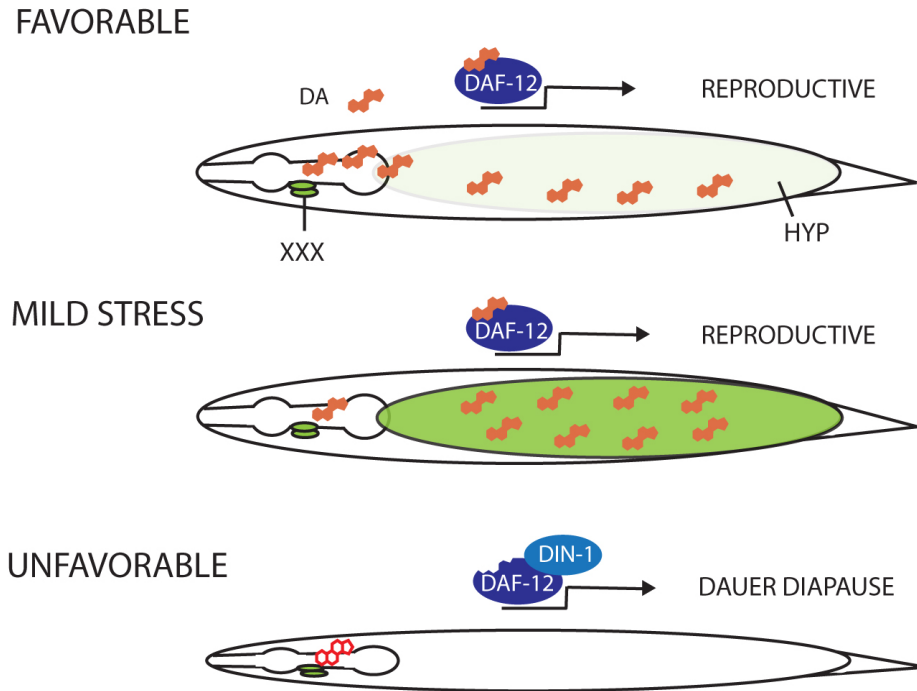 FAVORABLE
DA
DAF-12
REPRODUCTIVE
XXX
HYP
MILD STRESS
DAF-12
REPRODUCTIVE
UNFAVORABLE
DIN-1
DAF-12
DAUER DIAPAUSE